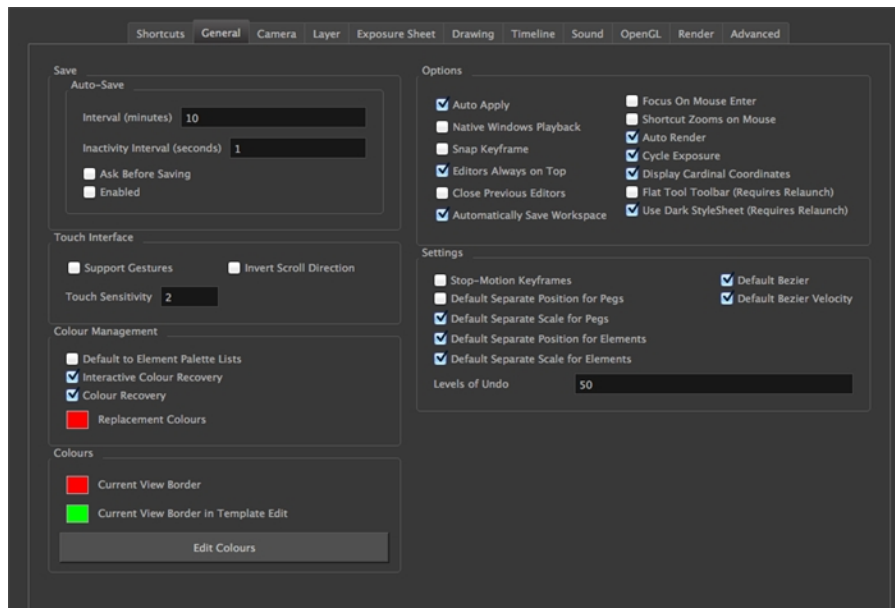 Shortcuts General Camera Layer Exposure Sheet Drawing Timeline Sound OpenGL Render Advanced
Save
Auto-Save
Interval (minutes) 10
Inactivity Interval (seconds) 1
Ask Before Saving
Enabled
Touch Interface
Support Gestures Invert Scroll Direction
Touch Sensitivity 2
Colour Management
Default to Element Palette Lists
Interactive Colour Recovery
Colour Recovery
Replacement Colours
Colours
Current View Border
Current View Border in Template Edit
Edit Colours
Options
Auto Apply
Native Windows Playback
Snap Keyframe
Editors Always on Top
Close Previous Editors
Automatically Save Workspace
Focus On Mouse Enter
Shortcut Zooms on Mouse
Auto Render
Cycle Exposure
Display Cardinal Coordinates
Flat Tool Toolbar (Requires Relaunch)
Use Dark StyleSheet (Requires Relaunch)
Settings
Stop-Motion Keyframes
Default Separate Position for Pegs
Default Separate Scale for Pegs
Default Separate Position for Elements
Default Separate Scale for Elements
Default Bezier
Default Bezier Velocity
Levels of Undo 50